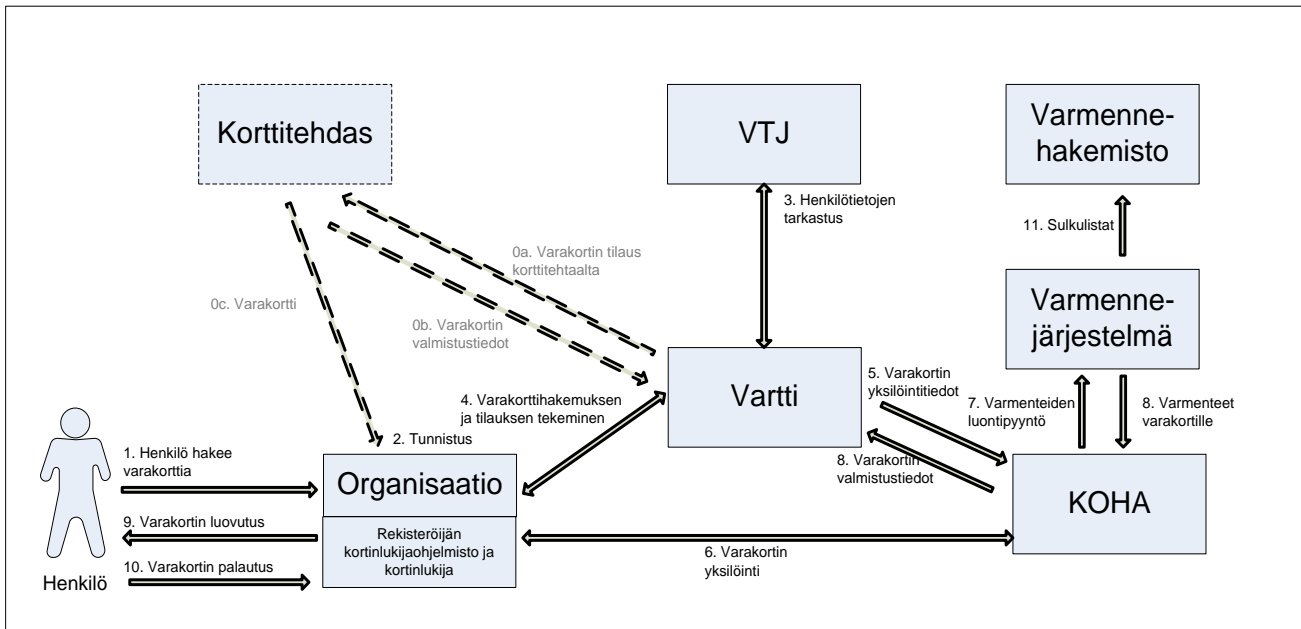 Korttitehdas
VTJ
Varmenne-
hakemisto
3. Henkilötietojen
tarkastus
11. Sulkulistat
0a. Varakortin tilaus
korttitehtaalta
0c. Varakortti
0b. Varakortin
valmistustiedot
Varmenne-
järjestelmä
4. Varakorttihakemuksen
ja tilauksen tekeminen
Vartti
5. Varakortin
yksilöintitiedot
7. Varmenteiden
luontipyyntö
8. Varmenteet
varakortille
2. Tunnistus
1. Henkilö hakee
varakorttia
8. Varakortin
valmistustiedot
Organisaatio
KOHA
9. Varakortin luovutus
Rekisteröijän
kortinlukijaohjelmisto ja
kortinlukija
6. Varakortin
yksilöinti
10. Varakortin palautus
Henkilö